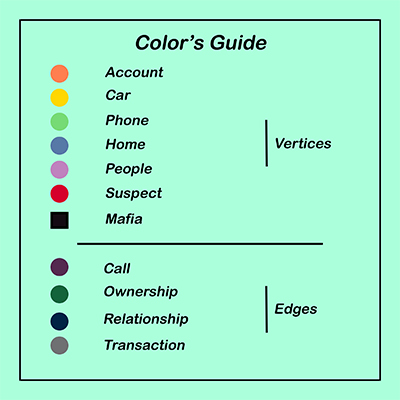 Color's Guide
Account
Car
Phone
Home
People
Suspect
Mafia
Vertices
Call
Ownership
Relationship
Transaction
Edges